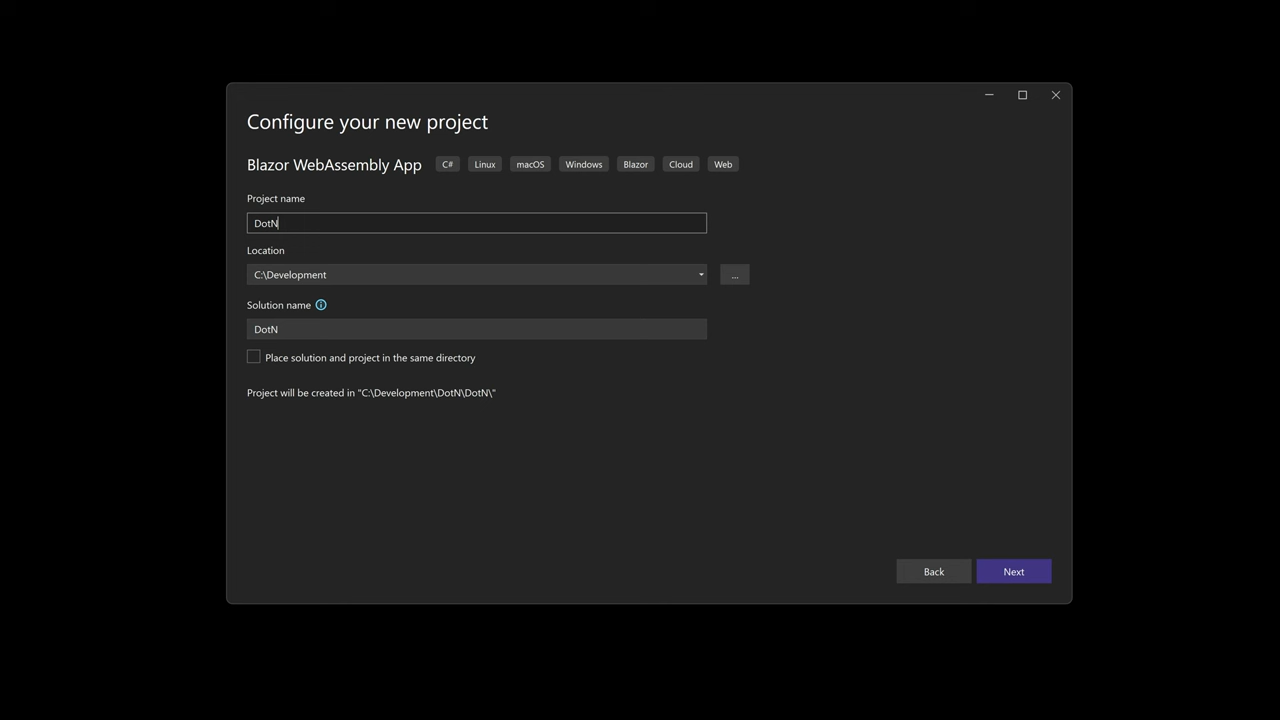 Configure your new project
Blazor WebAssembly App C# Linux macOS Windows Blazor Cloud Web
Project name
DotN
Location
C:\Development
...
Solution name
DotN
Place solution and project in the same directory
Project will be created in "C:\Development\DotN\DotN\"
Back Next